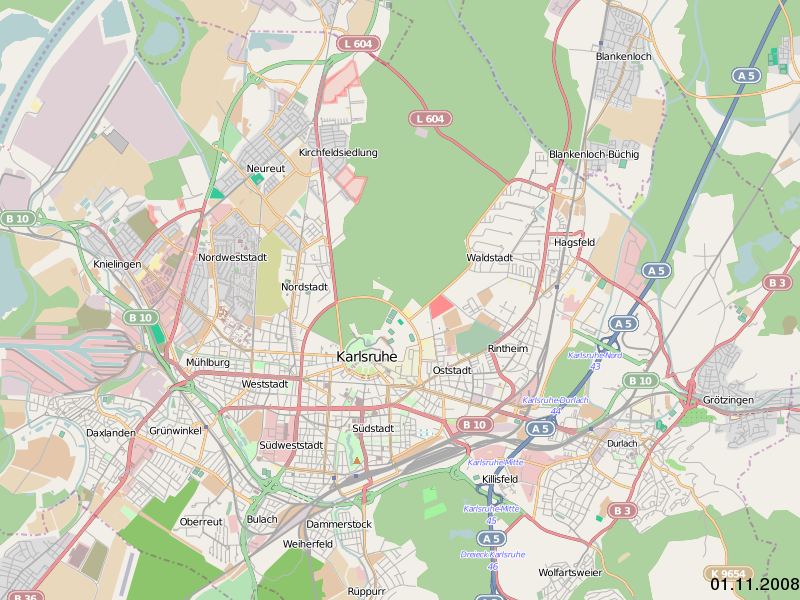 L 604
Blankenloch
A 5
L 604
Kirchfeldsiedlung
Blankenloch-Büchig
Neureut
B 10
Hagsfeld
Knielingen
Nordweststadt
Waldstadt
A 5
B 3
Nordstadt
B 10
A 5
Rintheim
Karlsruhe
Karlsruhe-Nord
43
Mühlburg
Oststadt
Weststadt
B 10
Karlsruhe-Durlach
44
Grötzingen
Daxlanden
Grünwinkel
Südstadt
B 10
A 5
Südweststadt
Durlach
Karlsruhe-Mitte
Killisfeld
Karlsruhe-Mitte
45
B 3
Oberreut
Bulach
Dammerstock
Weiherfeld
A 5
Dreieck Karlsruhe
46
Wolfartsweier
K 9654
01.11.2008
Rüppurr
B 36
A 5